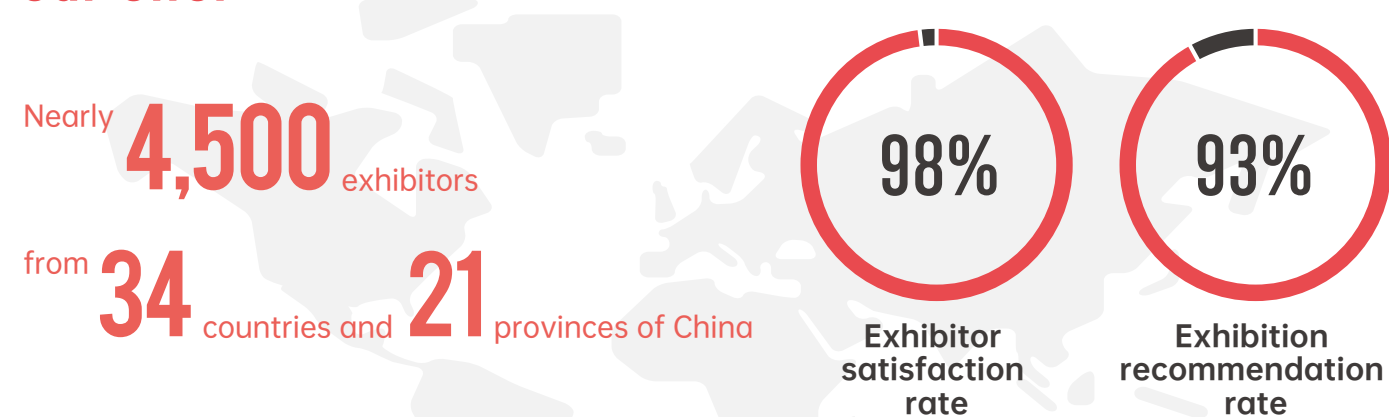 Nearly 4,500 exhibitors
from 34 countries and 21 provinces of China
98%
Exhibitor
satisfaction
rate
93%
Exhibition
recommendation
rate